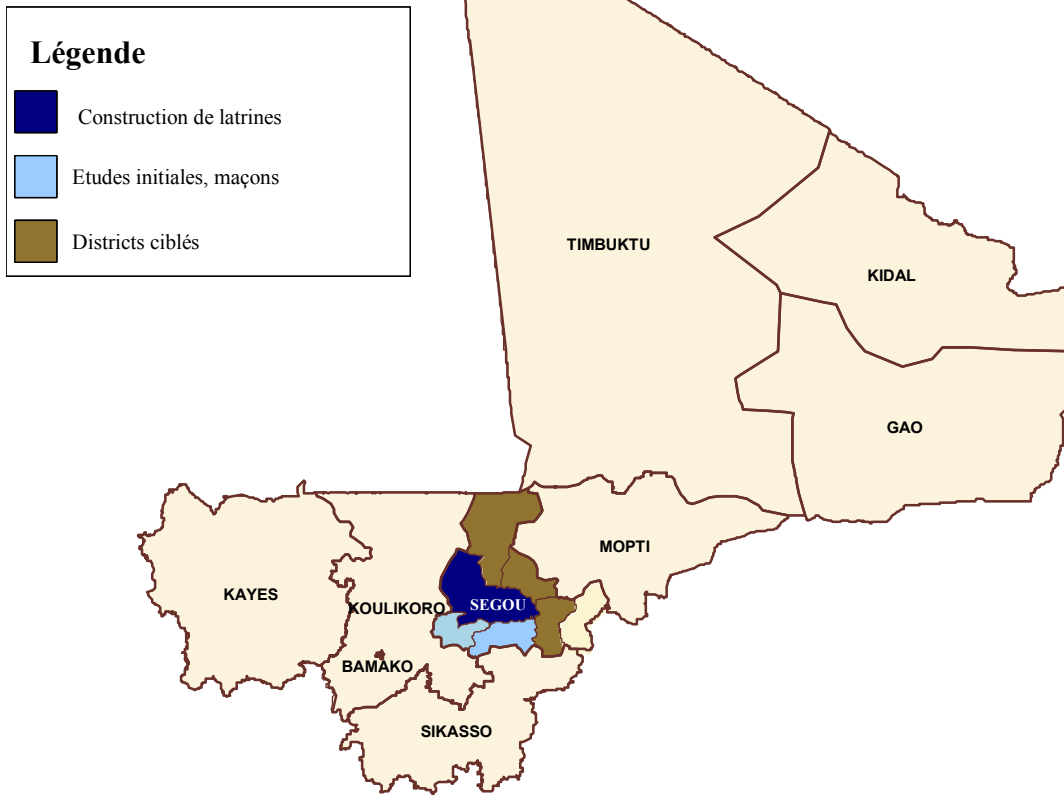 Légende
Construction de latrines
Etudes initiales, maçons
Districts ciblés
TIMBUKTU
KIDAL
GAO
MOPTI
KAYES
KOULIKORO
SEGOU
BAMAKO
SIKASSO